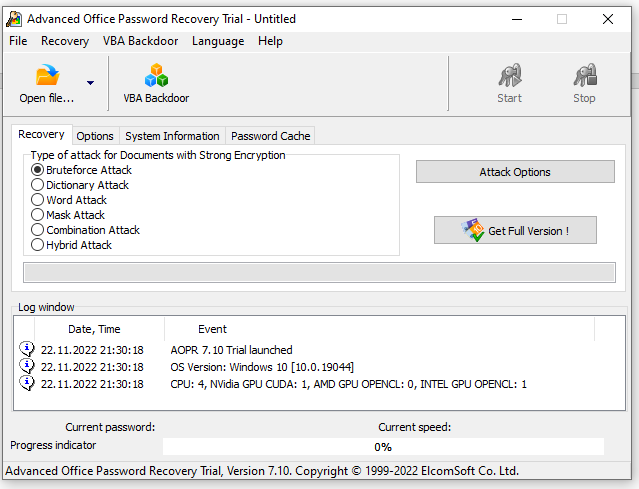 Advanced Office Password Recovery Trial - Untitled
File Recovery VBA Backdoor Language Help
Open file... VBA Backdoor Start Stop
Recovery Options System Information Password Cache
Type of attack for Documents with Strong Encryption
Bruteforce Attack
Dictionary Attack
Word Attack
Mask Attack
Combination Attack
Hybrid Attack
Attack Options
Get Full Version !
Log window
Date, Time Event
22.11.2022 21:30:18 AOPR 7.10 Trial launched
22.11.2022 21:30:18 OS Version: Windows 10 [10.0.19044]
22.11.2022 21:30:18 CPU: 4, NVidia GPU CUDA: 1, AMD GPU OPENCL: 0, INTEL GPU OPENCL: 1
Current password: Current speed:
Progress indicator 0%
Advanced Office Password Recovery Trial, Version 7.10. Copyright © 1999-2022 ElcomSoft Co. Ltd.